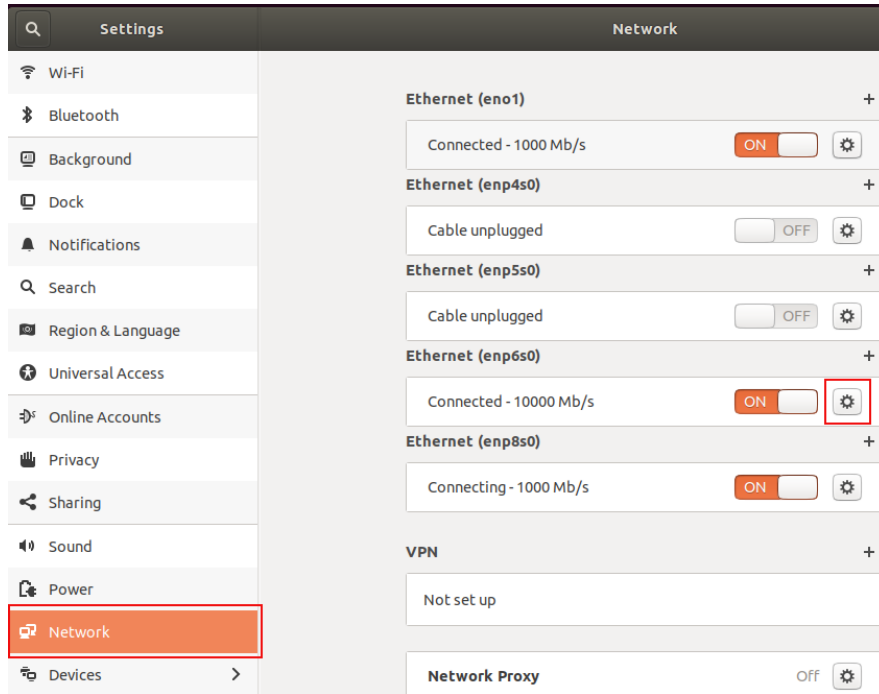 Settings
Network
Wi-Fi
Bluetooth
Background
Dock
Notifications
Search
Region & Language
Universal Access
Online Accounts
Privacy
Sharing
Sound
Power
Network
Devices
Ethernet (eno1)
Connected - 1000 Mb/s ON
Ethernet (enp4s0)
Cable unplugged OFF
Ethernet (enp5s0)
Cable unplugged OFF
Ethernet (enp6s0)
Connected - 10000 Mb/s ON
Ethernet (enp8s0)
Connecting - 1000 Mb/s ON
VPN
Not set up
Network Proxy Off